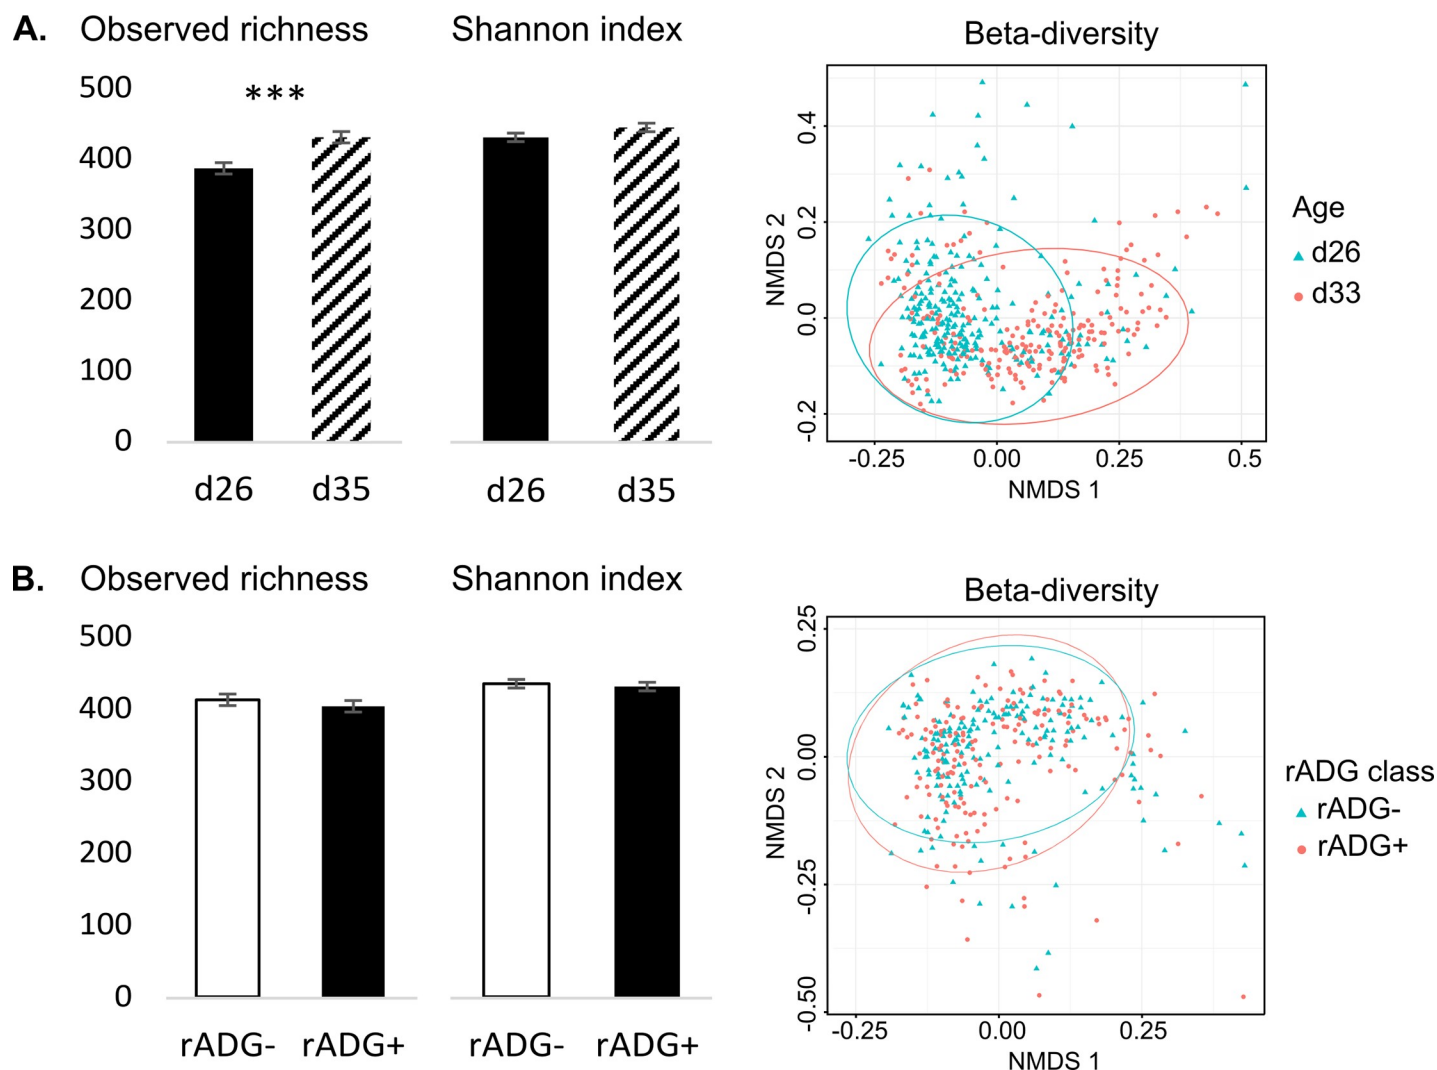 A. Observed richness Shannon index Beta-diversity
500
400
300
200
100
0
***
d26 d35
d26 d35
NMDS 2
0.4
0.2
0.0
-0.2
-0.25 0.00 0.25 0.5
NMDS 1
Age
d26
d33
B. Observed richness Shannon index Beta-diversity
500
400
300
200
100
0
rADG- rADG+
rADG- rADG+
NMDS 2
0.25
0.00
-0.25
-0.50
-0.25 0.00 0.25
NMDS 1
rADG class
rADG-
rADG+